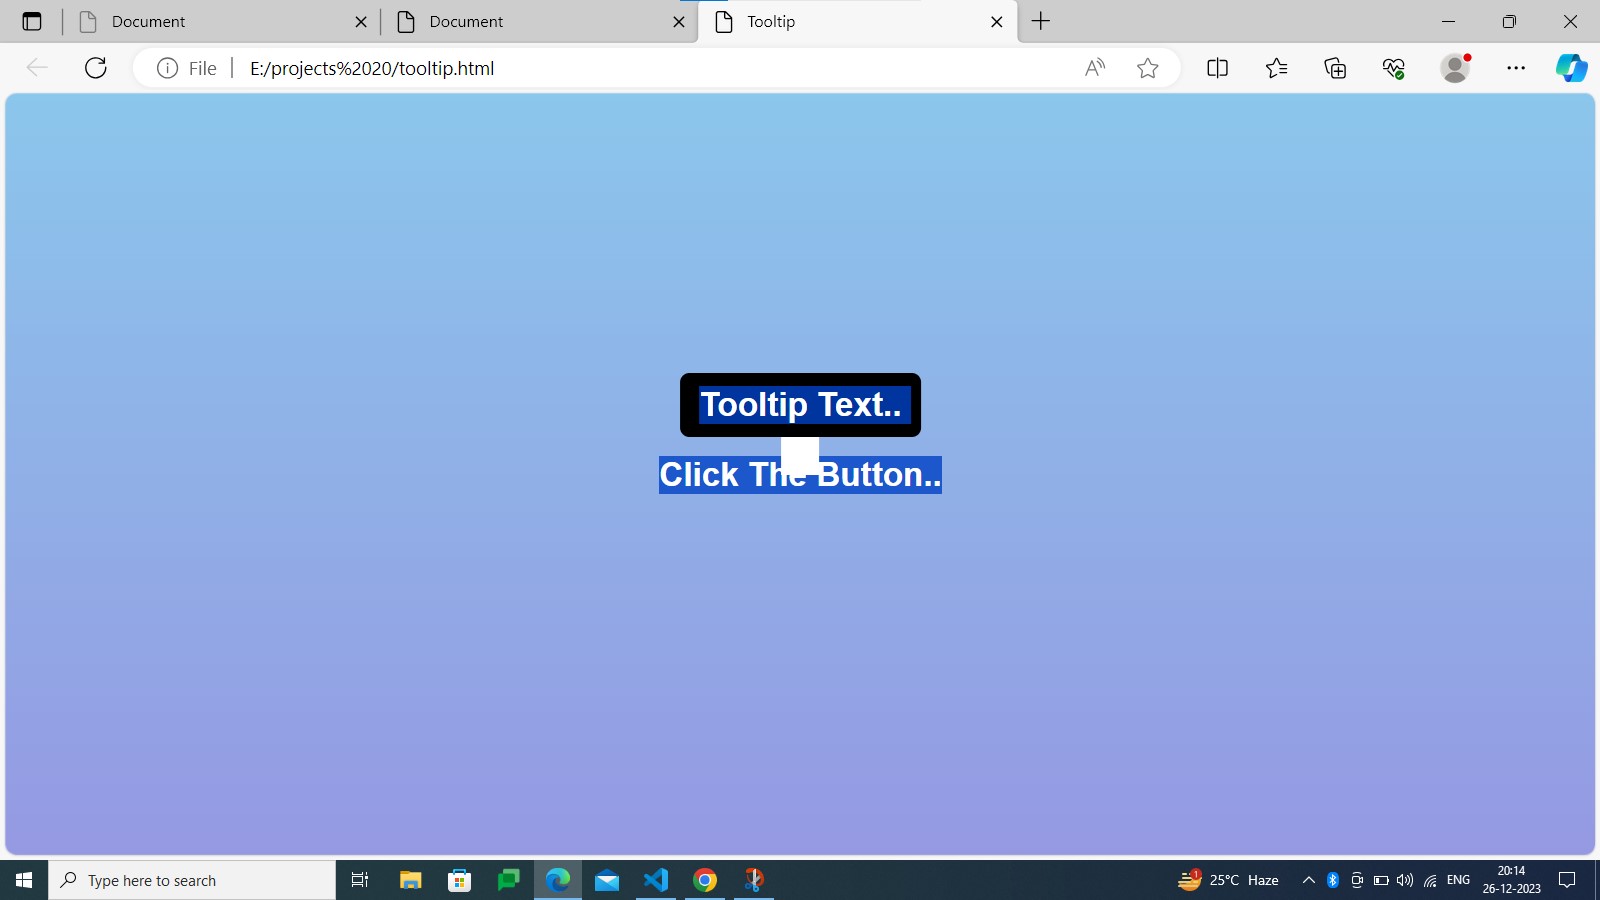 Document
Document
Tooltip
File
E:/projects%2020/tooltip.html
Tooltip Text..
Click The Button..
Type here to search
1
25°C Haze
ENG
20:14
26-12-2023